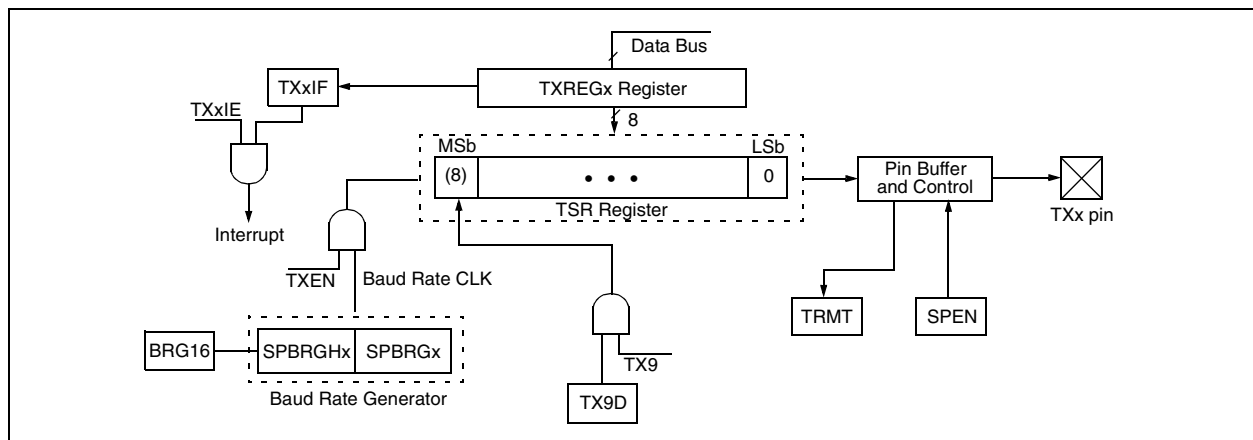 Data Bus
TXxIF
TXREGx Register
TXxIE
8
MSb
LSb
(8)
• • •
0
Pin Buffer
and Control
TSR Register
TXx pin
Interrupt
TXEN
Baud Rate CLK
TRMT
SPEN
BRG16
SPBRGHx
SPBRGx
TX9
Baud Rate Generator
TX9D